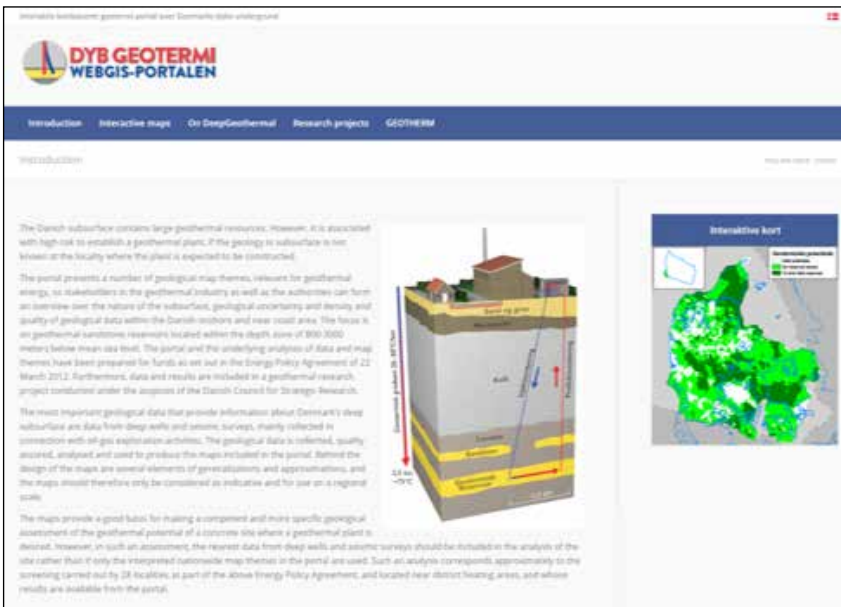 Interaktiv landsdækkende geotermi portal over Danmarks dybe undergrund
DYB GEOTERMI
WEBGIS-PORTALEN
Introduction Interactive maps On DeepGeothermal Research projects GEOTHERM
Introduction
The Danish subsurface contains large geothermal resources. However, it is associated
with high risk to establish a geothermal plant, if the geology in subsurface is not
known at the locality where the plant is expected to be constructed.
The portal presents a number of geological map themes, relevant for geothermal
energy, so stakeholders in the geothermal industry as well as the authorities can form
an overview over the nature of the subsurface, geological uncertainty and density and
quality of geological data within the Danish onshore and near coast area. The focus is
on geothermal sandstone reservoirs located within the depth zone of 800-3000
meters below mean sea level. The portal and the underlying analyses of data and map
themes have been prepared for funds as set out in the Energy Policy Agreement of 22
March 2012. Furthermore, data and results are included in a geothermal research
project conducted under the auspices of the Danish Council for Strategic Research.
The most important geological data that provide information about Denmark's deep
subsurface are data from deep wells and seismic surveys, mainly collected in
connection with oil-gas exploration activities. The geological data is collected, quality
assured, analysed and used to produce the maps included in the portal. Behind the
design of the maps are several elements of generalizations and approximations, and
the maps should therefore only be considered as indicative and for use on a regional
scale.
The maps provide a good basis for making a competent and more specific geological
assessment of the geothermal potential of a concrete site where a geothermal plant is
desired. However, in such an assessment, the nearest data from deep wells and seismic surveys should be included in the analysis of the
site rather than if only the interpreted nationwide map themes in the portal are used. Such an analysis corresponds approximately to the
screening carried out by 28 localities, as part of the above Energy Policy Agreement, and located near district heating areas, and whose
results are available from the portal.
Sand og grus
Kalk
Sandsten
Interaktive kort